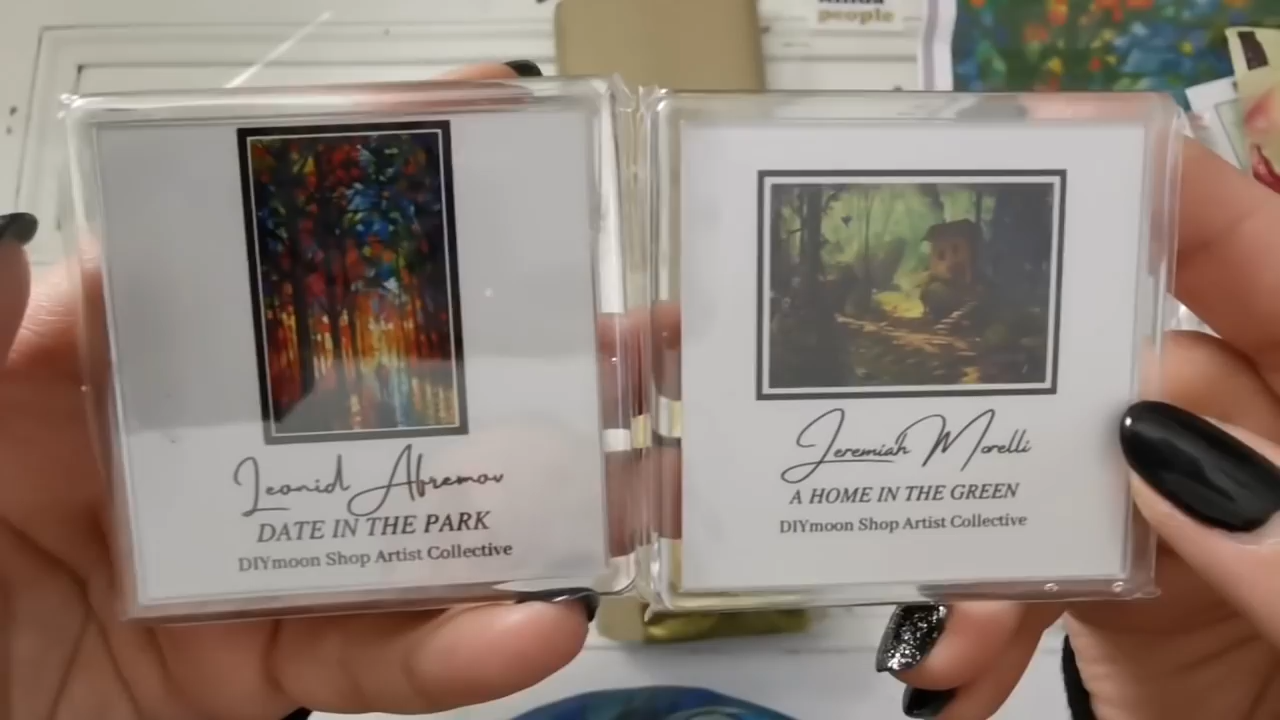 people
Leonid Afremov
DATE IN THE PARK
DIYmoon Shop Artist Collective
Jeremiah Morelli
A HOME IN THE GREEN
DIYmoon Shop Artist Collective